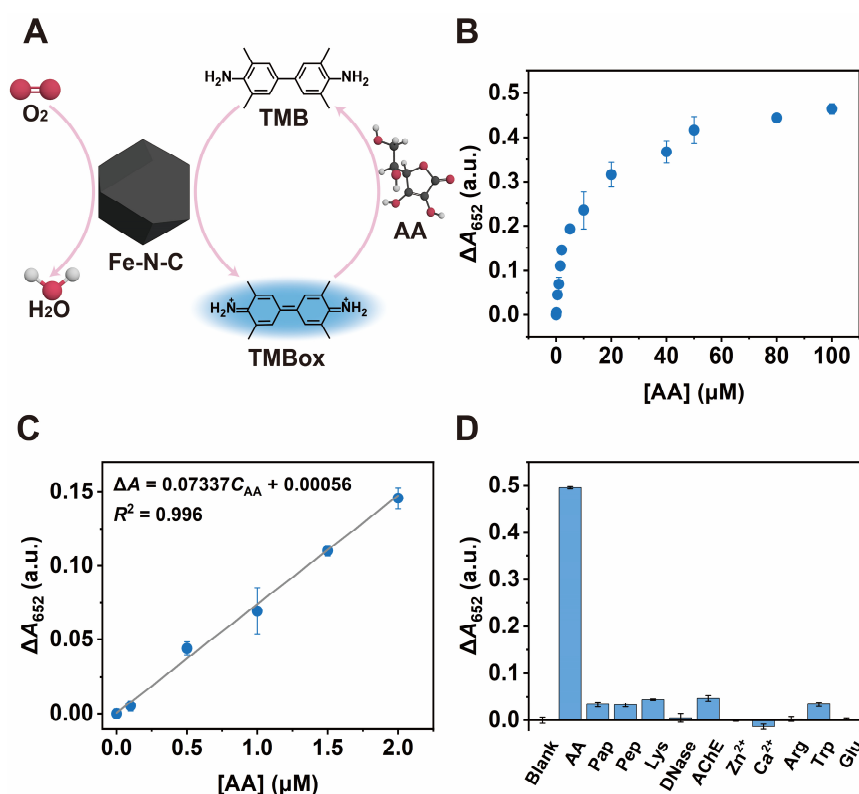 A
O₂
H₂O
Fe-N-C
H₂N
NH₂
TMB
AA
H₂N⁺
NH₂⁺
TMBox
B
ΔA₆₅₂ (a.u.)
0.5
0.4
0.3
0.2
0.1
0.0
0 20 40 60 80 100
[AA] (μM)
C
ΔA = 0.07337C_AA + 0.00056
R² = 0.996
ΔA₆₅₂ (a.u.)
0.15
0.10
0.05
0.00
0.0 0.5 1.0 1.5 2.0
[AA] (μM)
D
ΔA₆₅₂ (a.u.)
0.5
0.4
0.3
0.2
0.1
0.0
Blank AA Pap Pep Lys DNase AChE Zn²⁺ Ca²⁺ Arg Trp Glu